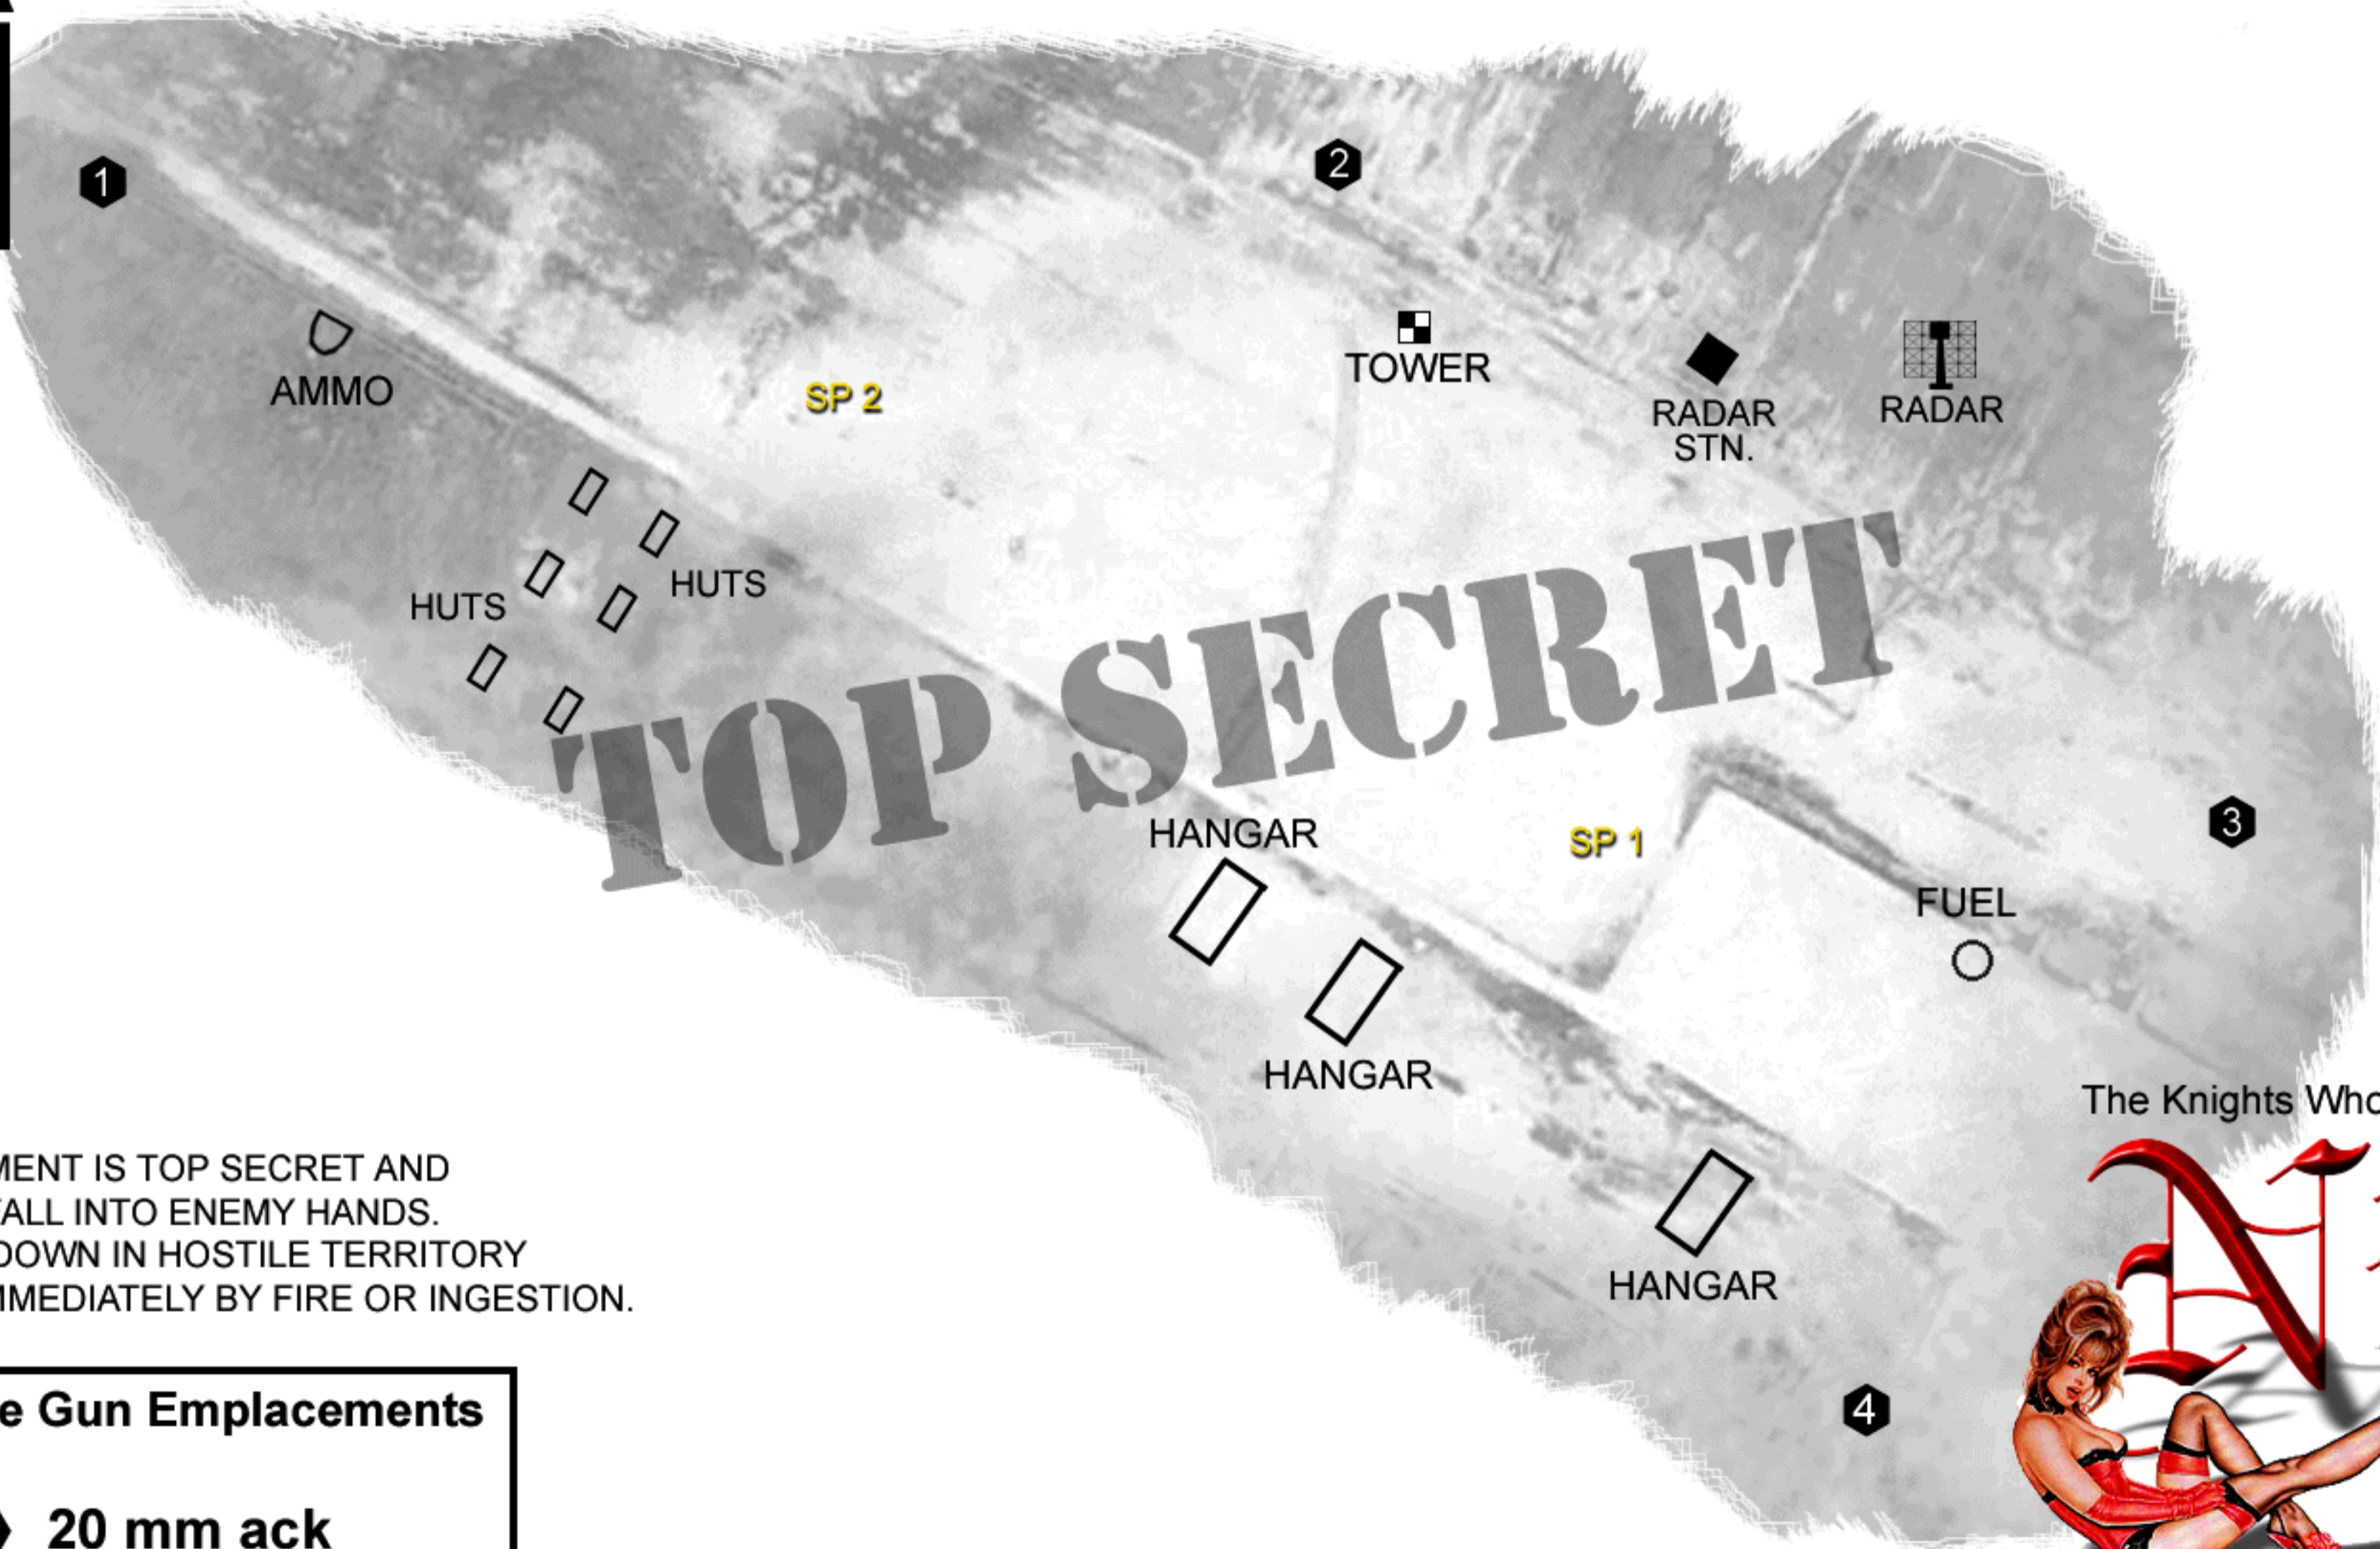 1
2
TOWER
RADAR
STN.
RADAR
AMMO
SP 2
HUTS
HUTS
TOP SECRET
HANGAR
SP 1
3
FUEL
HANGAR
The Knights Who
MENT IS TOP SECRET AND
FALL INTO ENEMY HANDS.
DOWN IN HOSTILE TERRITORY
MMEDIATELY BY FIRE OR INGESTION.
HANGAR
4
e Gun Emplacements
20 mm ack